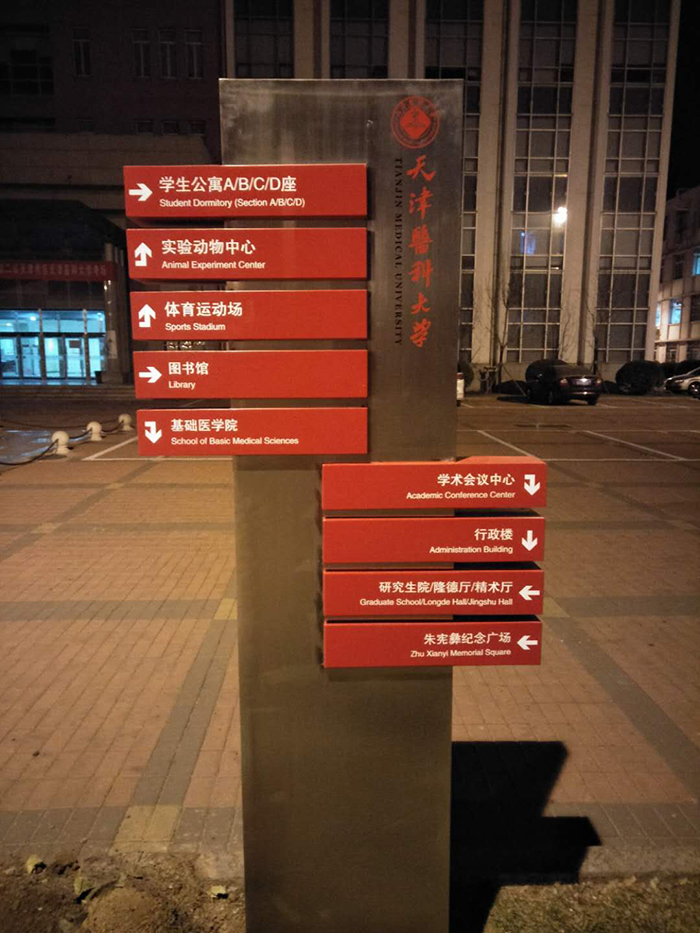 学生公寓A/B/C/D座
Student Dormitory (Section A/B/C/D)
实验动物中心
Animal Experiment Center
体育运动场
Sports Stadium
图书馆
Library
基础医学院
School of Basic Medical Sciences
天津醫科大学
TIANJIN MEDICAL UNIVERSITY
学术会议中心
Academic Conference Center
行政楼
Administration Building
研究生院/隆德厅/精术厅
Graduate School/Longde Hall/Jingshu Hall
朱宪彝纪念广场
Zhu Xianyi Memorial Square